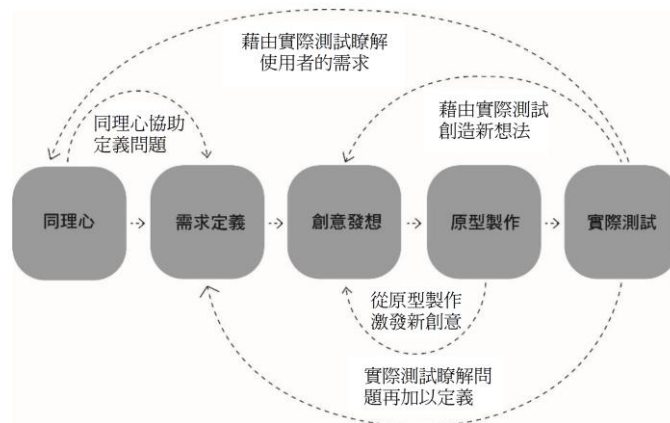 藉由實際測試瞭解
使用者的需求
藉由實際測試
創造新想法
同理心協助
定義問題
同理心
需求定義
創意發想
原型製作
實際測試
從原型製作
激發新創意
實際測試瞭解問
題再加以定義